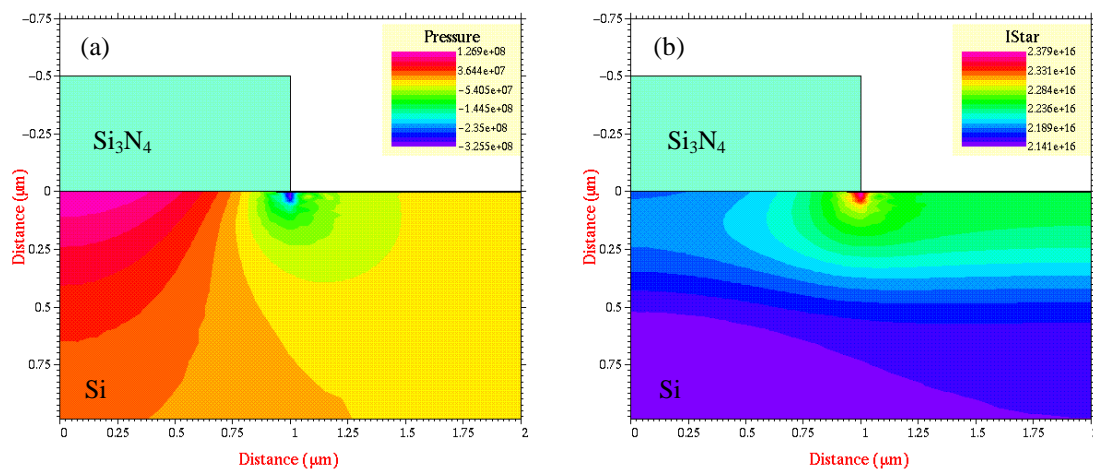 (a)
Pressure
1.269e+08
3.644e+07
-5.405e+07
-1.445e+08
-2.35e+08
-3.255e+08
-0.75
-0.5
-0.25
0
0.25
0.5
0.75
Distance (μm)
Si₃N₄
Si
0 0.25 0.5 0.75 1 1.25 1.5 1.75 2
Distance (μm)
(b)
IStar
2.379e+16
2.331e+16
2.284e+16
2.236e+16
2.189e+16
2.141e+16
-0.75
-0.5
-0.25
0
0.25
0.5
0.75
Distance (μm)
Si₃N₄
Si
0 0.25 0.5 0.75 1 1.25 1.5 1.75 2
Distance (μm)